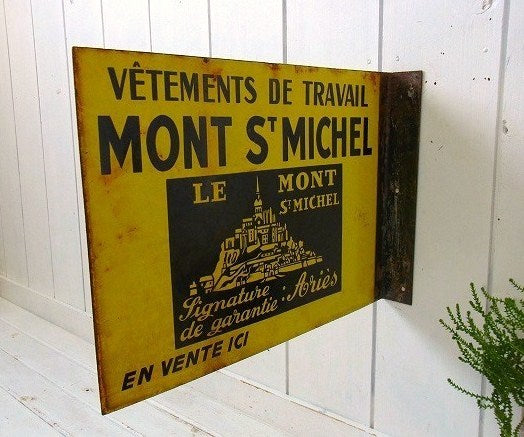 VÊTEMENTS DE TRAVAIL
MONT ST MICHEL
LE MONT
ST MICHEL
Signature
de garantie : Ariès
EN VENTE ICI